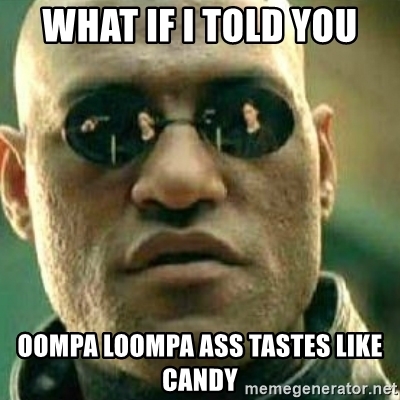 WHAT IF I TOLD YOU
OOMPA LOOMPA ASS TASTES LIKE
CANDY
memegenerator.net